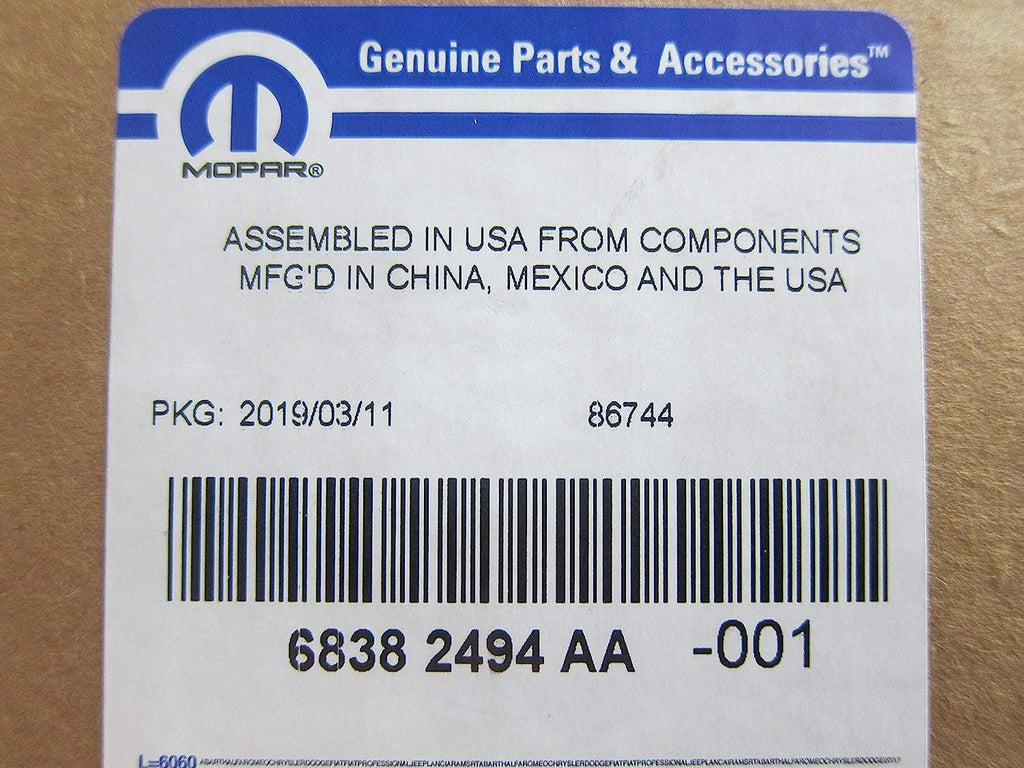 Genuine Parts & Accessories™
MOPAR®
ASSEMBLED IN USA FROM COMPONENTS
MFG'D IN CHINA, MEXICO AND THE USA
PKG: 2019/03/11 86744
6838 2494 AA -001
L=6060